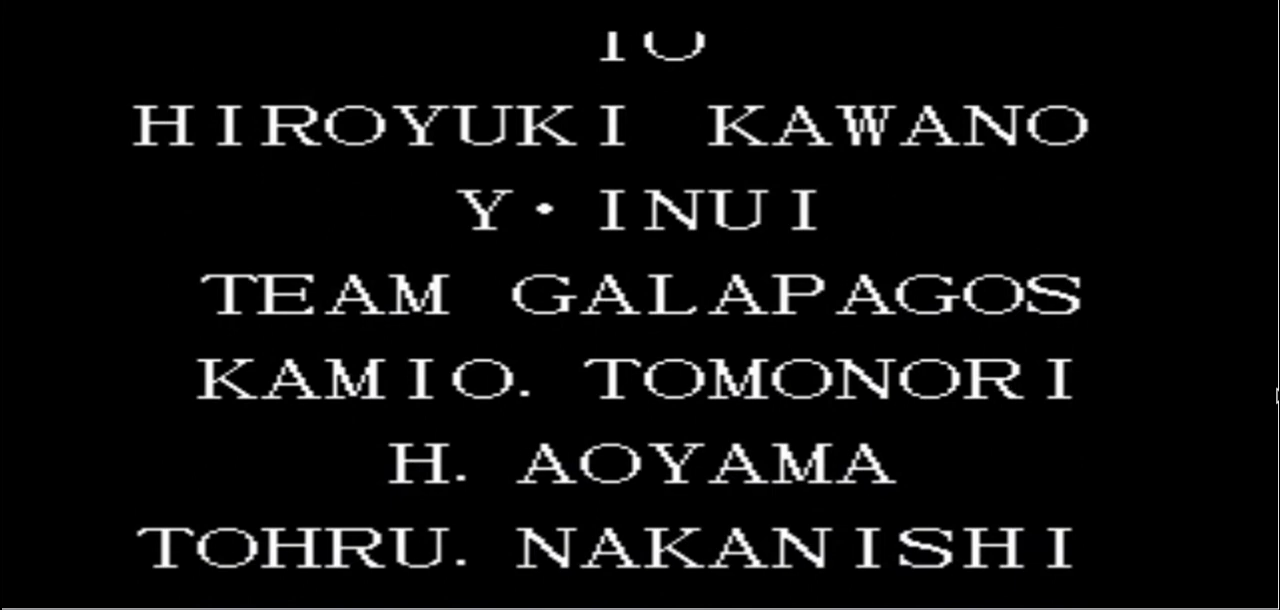 HIROYUKI KAWANO
Y・INUI
TEAM GALAPAGOS
KAMIO. TOMONORI
H. AOYAMA
TOHRU. NAKANISHI